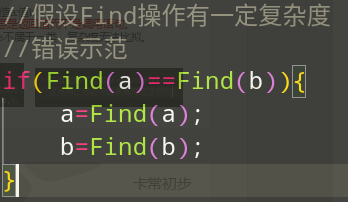 //假设Find操作有一定复杂度
//错误示范
if(Find(a)==Find(b)){
    a=Find(a);
    b=Find(b);
}
卡常初步